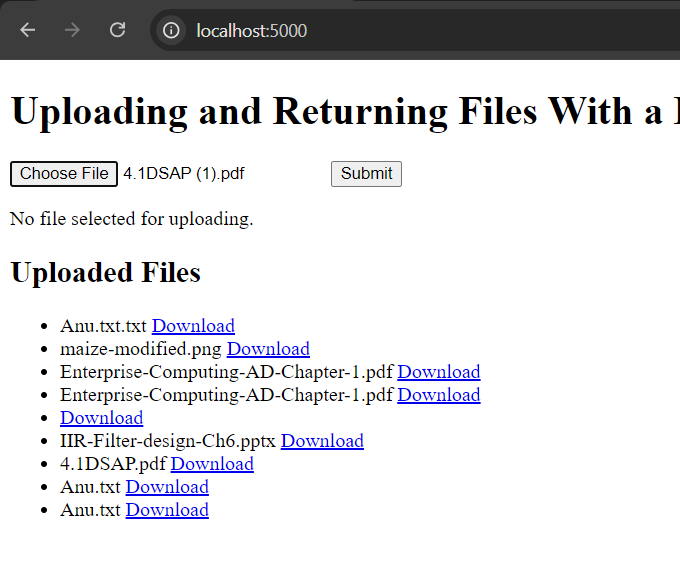 localhost:5000
Uploading and Returning Files With a
Choose File 4.1DSAP (1).pdf Submit
No file selected for uploading.
Uploaded Files
Anu.txt.txt Download
maize-modified.png Download
Enterprise-Computing-AD-Chapter-1.pdf Download
Enterprise-Computing-AD-Chapter-1.pdf Download
Download
IIR-Filter-design-Ch6.pptx Download
4.1DSAP.pdf Download
Anu.txt Download
Anu.txt Download